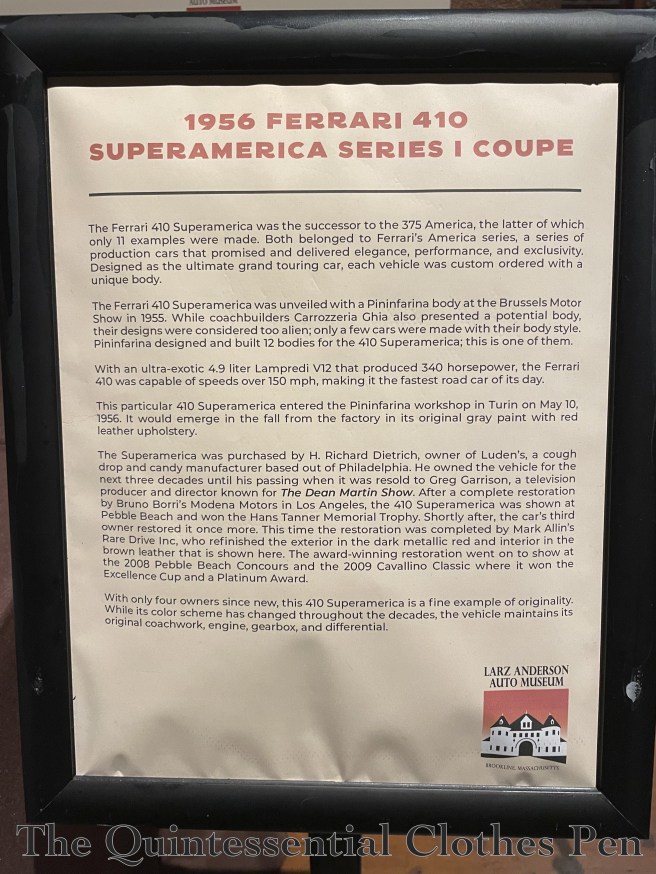 AUTO MUSEUM
1956 FERRARI 410
SUPERAMERICA SERIES I COUPE
The Ferrari 410 Superamerica was the successor to the 375 America, the latter of which
only 11 examples were made. Both belonged to Ferrari's America series, a series of
production cars that promised and delivered elegance, performance, and exclusivity.
Designed as the ultimate grand touring car, each vehicle was custom ordered with a
unique body.
The Ferrari 410 Superamerica was unveiled with a Pininfarina body at the Brussels Motor
Show in 1955. While coachbuilders Carrozzeria Ghia also presented a potential body,
their designs were considered too alien; only a few cars were made with their body style.
Pininfarina designed and built 12 bodies for the 410 Superamerica; this is one of them.
With an ultra-exotic 4.9 liter Lampredi V12 that produced 340 horsepower, the Ferrari
410 was capable of speeds over 150 mph, making it the fastest road car of its day.
This particular 410 Superamerica entered the Pininfarina workshop in Turin on May 10,
1956. It would emerge in the fall from the factory in its original gray paint with red
leather upholstery.
The Superamerica was purchased by H. Richard Dietrich, owner of Luden's, a cough
drop and candy manufacturer based out of Philadelphia. He owned the vehicle for the
next three decades until his passing when it was resold to Greg Garrison, a television
producer and director known for The Dean Martin Show. After a complete restoration
by Bruno Borri's Modena Motors in Los Angeles, the 410 Superamerica was shown at
Pebble Beach and won the Hans Tanner Memorial Trophy. Shortly after, the car's third
owner restored it once more. This time the restoration was completed by Mark Allin's
Rare Drive Inc, who refinished the exterior in the dark metallic red and interior in the
brown leather that is shown here. The award-winning restoration went on to show at
the 2008 Pebble Beach Concours and the 2009 Cavallino Classic where it won the
Excellence Cup and a Platinum Award.
With only four owners since new, this 410 Superamerica is a fine example of originality.
While its color scheme has changed throughout the decades, the vehicle maintains its
original coachwork, engine, gearbox, and differential.
LARZ ANDERSON
AUTO MUSEUM
BROOKLINE, MASSACHUSETTS
The Quintessential Clothes Pen